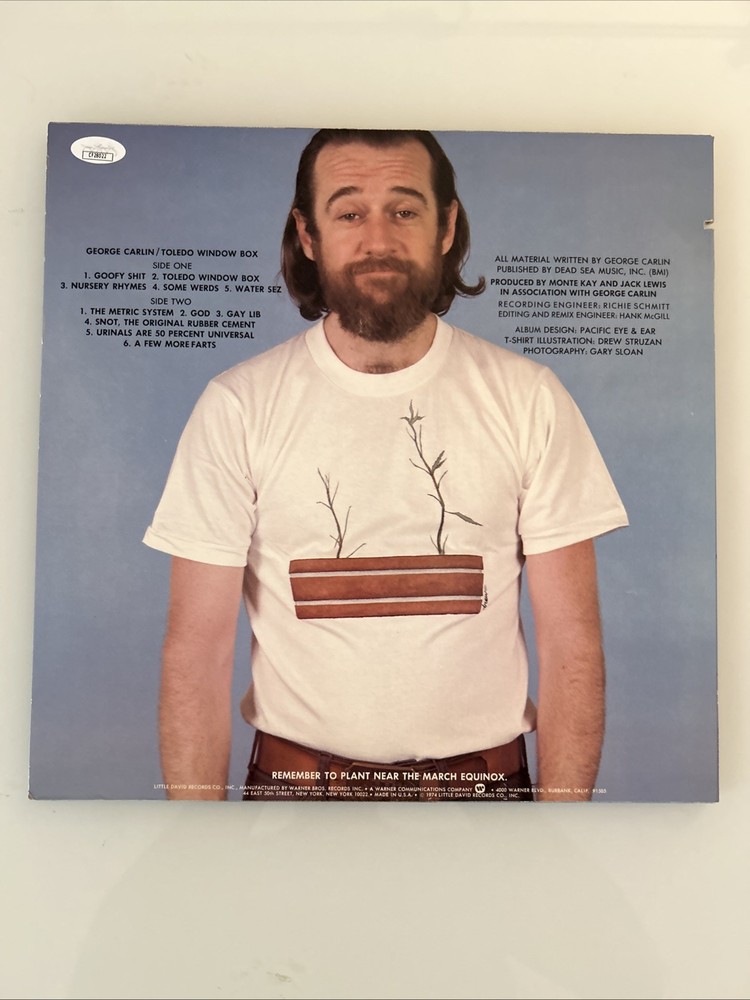 GEORGE CARLIN/TOLEDO WINDOW BOX
SIDE ONE
1. GOOFY SHIT 2. TOLEDO WINDOW BOX
3. NURSERY RHYMES 4. SOME WERDS 5. WATER SEZ
SIDE TWO
1. THE METRIC SYSTEM 2. GOD 3. GAY LIB
4. SNOT, THE ORIGINAL RUBBER CEMENT
5. URINALS ARE 50 PERCENT UNIVERSAL
6. A FEW MORE FARTS
ALL MATERIAL WRITTEN BY GEORGE CARLIN
PUBLISHED BY DEAD SEA MUSIC, INC. (BMI)
PRODUCED BY MONTE KAY AND JACK LEWIS
IN ASSOCIATION WITH GEORGE CARLIN
RECORDING ENGINEER: RICHIE SCHMITT
EDITING AND REMIX ENGINEER: HANK McGILL
ALBUM DESIGN: PACIFIC EYE & EAR
T-SHIRT ILLUSTRATION: DREW STRUZAN
PHOTOGRAPHY: GARY SLOAN
REMEMBER TO PLANT NEAR THE MARCH EQUINOX.
LITTLE DAVID RECORDS CO., INC., MANUFACTURED BY WARNER BROS. RECORDS INC. • A WARNER COMMUNICATIONS COMPANY W • 4000 WARNER BLVD., BURBANK, CALIF. 91505
44 EAST 50th STREET, NEW YORK, NEW YORK 10022 • MADE IN U.S.A. • © 1974 LITTLE DAVID RECORDS CO., INC.